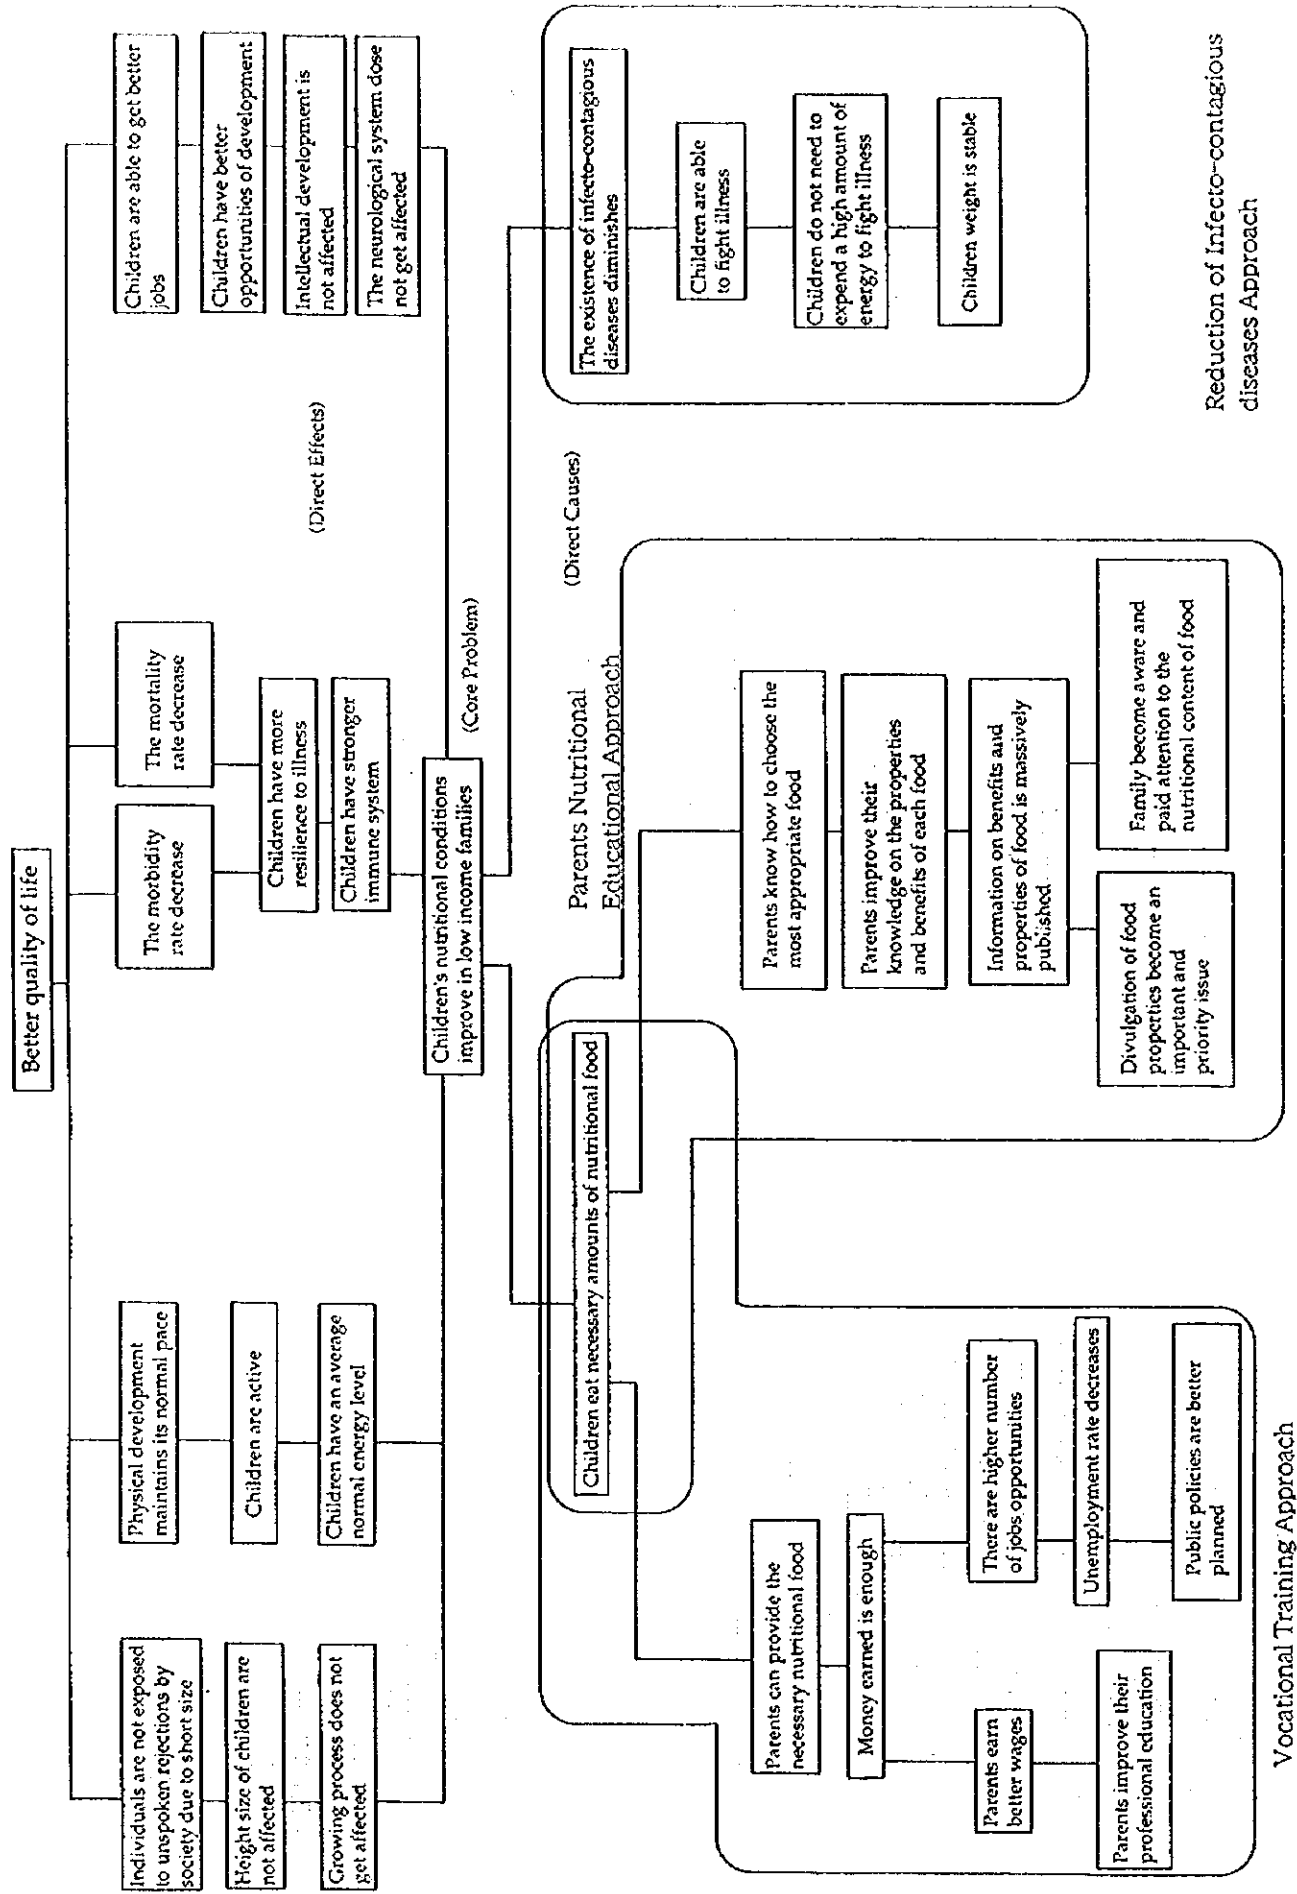 Better quality of life
Individuals are not exposed
to unspoken rejections by
society due to short size
Height size of children are
not affected
Growing process does not
get affected
Physical development
maintains its normal pace
Children are active
Children have an average
normal energy level
The morbidity
rate decrease
The mortality
rate decrease
Children have more
resilience to illness
Children have stronger
immune system
Children are able to get better
jobs
Children have better
opportunities of development
Intellectual development is
not affected
The neurological system dose
not get affected
(Direct Effects)
Children's nutritional conditions
improve in low income families
(Core Problem)
(Direct Causes)
Children eat necessary amounts of nutritional food
Parents can provide the
necessary nutritional food
Money earned is enough
Parents earn
better wages
Parents improve their
professional education
There are higher number
of jobs opportunities
Unemployment rate decreases
Public policies are better
planned
Vocational Training Approach
Parents Nutritional
Educational Approach
Parents know how to choose the
most appropriate food
Parents improve their
knowledge on the properties
and benefits of each food
Information on benefits and
properties of food is massively
published
Divulgation of food
properties become an
important and
priority issue
Family become aware and
paid attention to the
nutritional content of food
The existence of infecto-contagious
diseases diminishes
Children are able
to fight illness
Children do not need to
expend a high amount of
energy to fight illness
Children weight is stable
Reduction of Infecto-contagious
diseases Approach